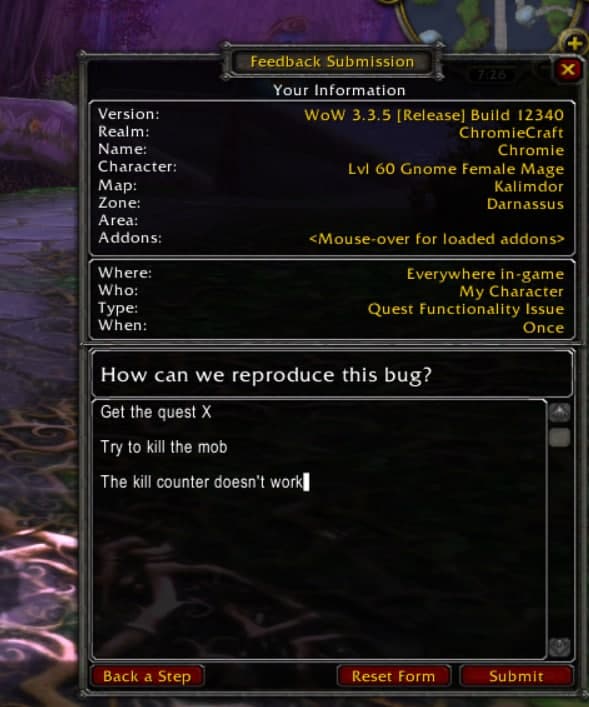 Feedback Submission
7:26
Your Information
Version: WoW 3.3.5 [Release] Build 12340
Realm: ChromieCraft
Name: Chromie
Character: Lvl 60 Gnome Female Mage
Map: Kalimdor
Zone: Darnassus
Area:
Addons: <Mouse-over for loaded addons>
Where: Everywhere in-game
Who: My Character
Type: Quest Functionality Issue
When: Once
How can we reproduce this bug?
Get the quest X
Try to kill the mob
The kill counter doesn't work
Back a Step Reset Form Submit